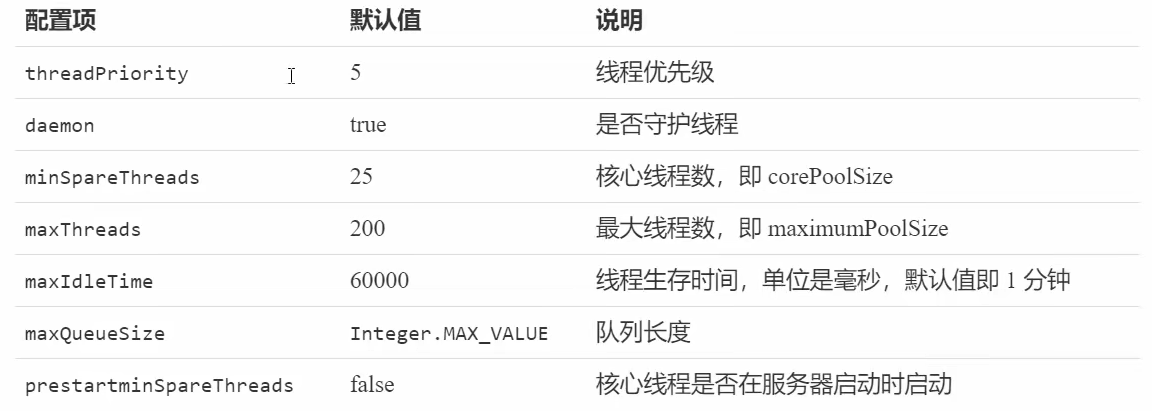 配置项 默认值 说明
threadPriority 5 线程优先级
daemon true 是否守护线程
minSpareThreads 25 核心线程数，即 corePoolSize
maxThreads 200 最大线程数，即 maximumPoolSize
maxIdleTime 60000 线程生存时间，单位是毫秒，默认值即 1 分钟
maxQueueSize Integer.MAX_VALUE 队列长度
prestartminSpareThreads false 核心线程是否在服务器启动时启动